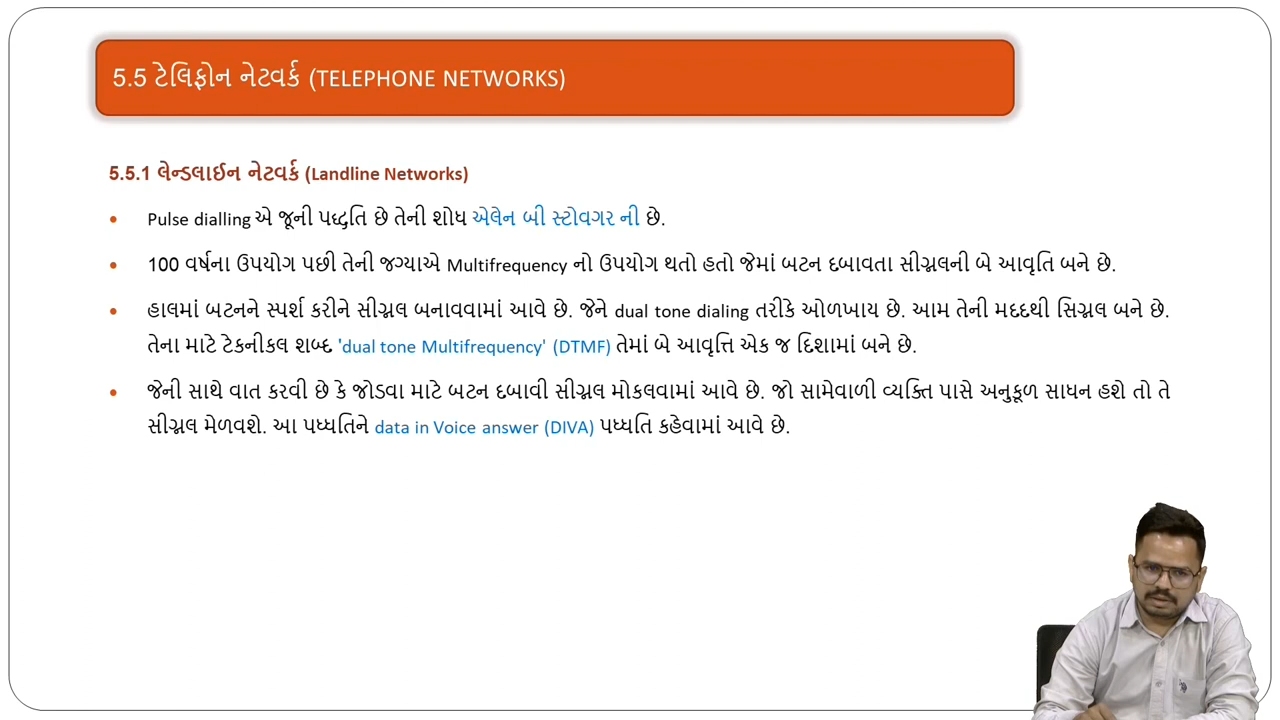 5.5 ટેલિફોન નેટવર્ક (TELEPHONE NETWORKS)
5.5.1 લેન્ડલાઈન નેટવર્ક (Landline Networks)
• Pulse dialling એ જૂની પદ્ધતિ છે તેની શોધ એલેન બી સ્ટોવગર ની છે.
• 100 વર્ષના ઉપયોગ પછી તેની જગ્યાએ Multifrequency નો ઉપયોગ થતો હતો જેમાં બટન દબાવતા સીગ્નલની બે આવૃતિ બને છે.
• હાલમાં બટનને સ્પર્શ કરીને સીગ્નલ બનાવવામાં આવે છે. જેને dual tone dialing તરીકે ઓળખાય છે. આમ તેની મદદથી સિગ્નલ બને છે.
તેના માટે ટેકનીકલ શબ્દ 'dual tone Multifrequency' (DTMF) તેમાં બે આવૃત્તિ એક જ દિશામાં બને છે.
• જેની સાથે વાત કરવી છે કે જોડવા માટે બટન દબાવી સીગ્નલ મોકલવામાં આવે છે. જો સામેવાળી વ્યક્તિ પાસે અનુકૂળ સાધન હશે તો તે
સીગ્નલ મેળવશે. આ પધ્ધતિને data in Voice answer (DIVA) પધ્ધતિ કહેવામાં આવે છે.